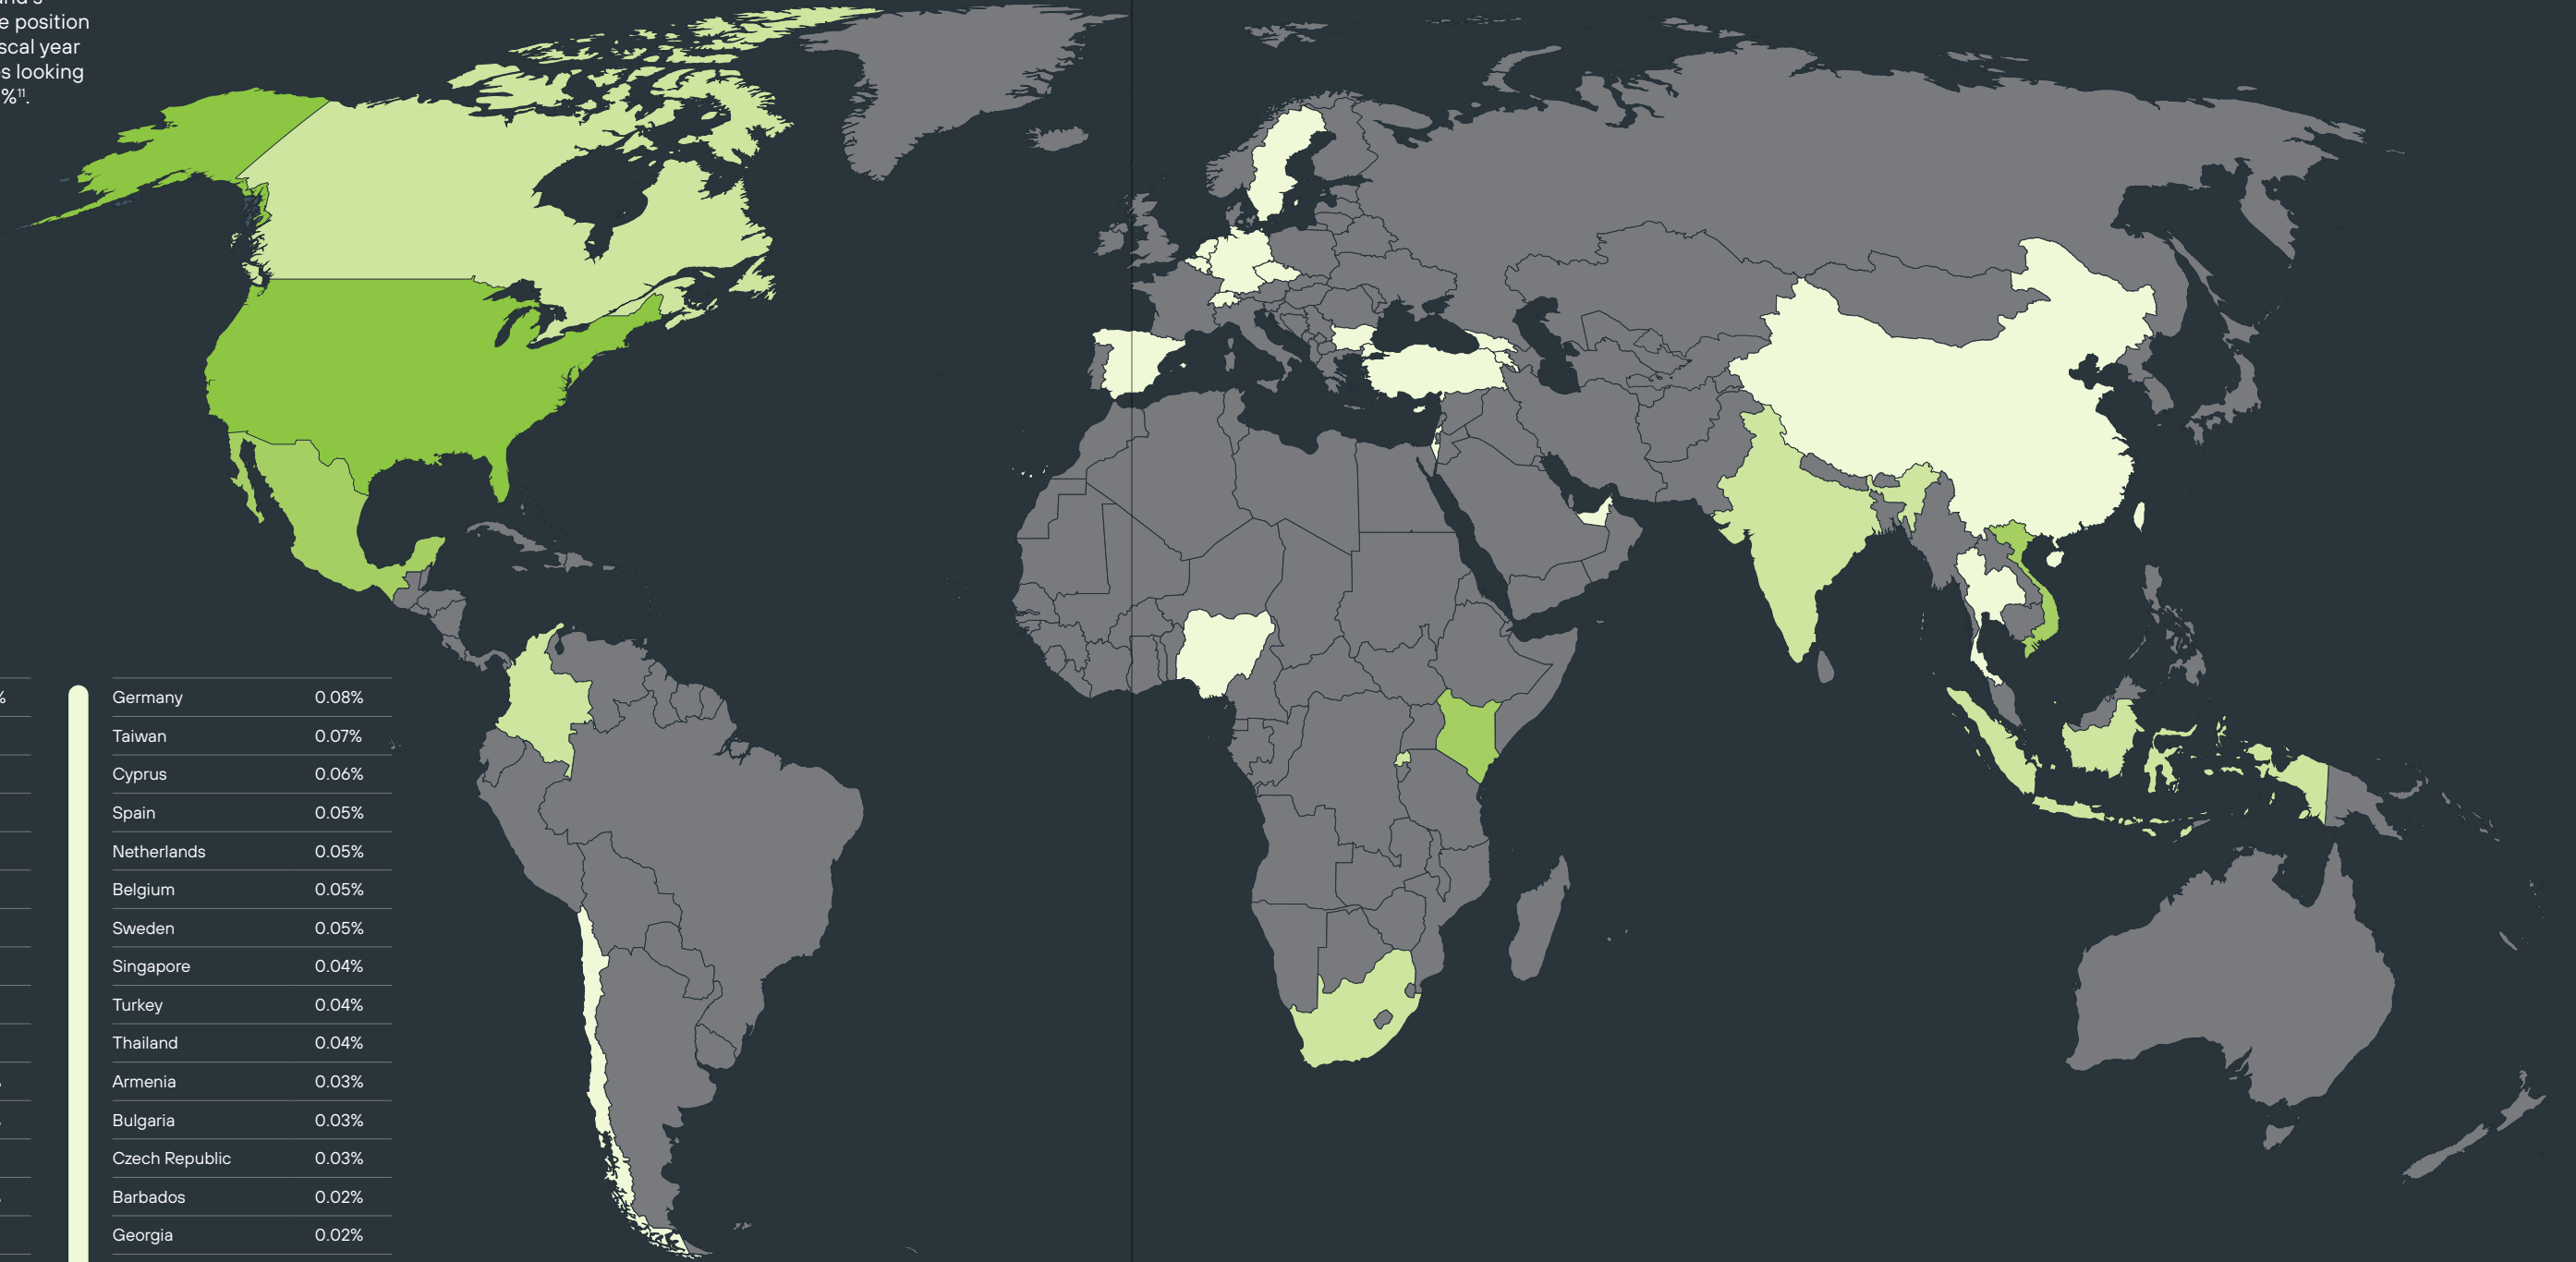 e position
scal year
s looking
%¹¹.
%
Germany 0.08%
Taiwan 0.07%
Cyprus 0.06%
Spain 0.05%
Netherlands 0.05%
Belgium 0.05%
Sweden 0.05%
Singapore 0.04%
Turkey 0.04%
Thailand 0.04%
Armenia 0.03%
Bulgaria 0.03%
Czech Republic 0.03%
Barbados 0.02%
Georgia 0.02%